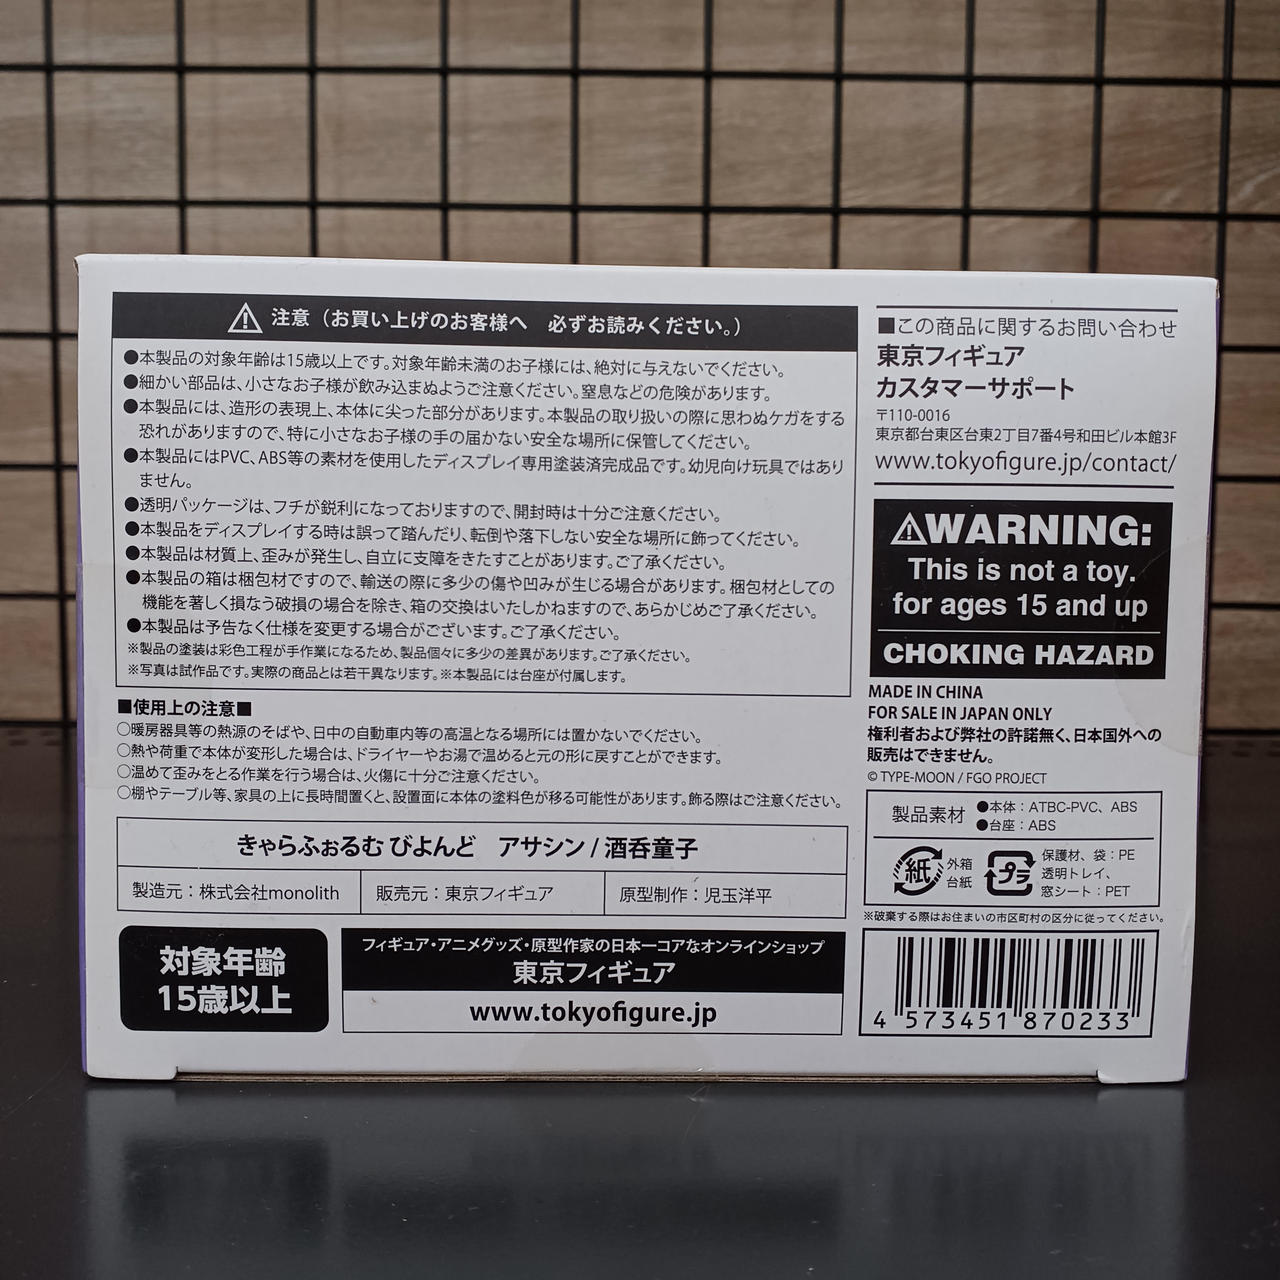 ⚠ 注意（お買い上げのお客様へ　必ずお読みください。）
●本製品の対象年齢は15歳以上です。対象年齢未満のお子様には、絶対に与えないでください。
●細かい部品は、小さなお子様が飲み込まぬようご注意ください。窒息などの危険があります。
●本製品には、造形の表現上、本体に尖った部分があります。本製品の取り扱いの際に思わぬケガをする
恐れがありますので、特に小さなお子様の手の届かない安全な場所に保管してください。
●本製品にはPVC、ABS等の素材を使用したディスプレイ専用塗装済完成品です。幼児向け玩具ではあり
ません。
●透明パッケージは、フチが鋭利になっておりますので、開封時は十分ご注意ください。
●本製品をディスプレイする時は誤って踏んだり、転倒や落下しない安全な場所に飾ってください。
●本製品は材質上、歪みが発生し、自立に支障をきたすことがあります。ご了承ください。
●本製品の箱は梱包材ですので、輸送の際に多少の傷や凹みが生じる場合があります。梱包材としての
機能を著しく損なう破損の場合を除き、箱の交換はいたしかねますので、あらかじめご了承ください。
●本製品は予告なく仕様を変更する場合がございます。ご了承ください。
※製品の塗装は彩色工程が手作業になるため、製品個々に多少の差異があります。ご了承ください。
※写真は試作品です。実際の商品とは若干異なります。※本製品には台座が付属します。
■使用上の注意■
○暖房器具等の熱源のそばや、日中の自動車内等の高温となる場所には置かないでください。
○熱や荷重で本体が変形した場合は、ドライヤーやお湯で温めると元の形に戻すことができます。
○温めて歪みをとる作業を行う場合は、火傷に十分ご注意ください。
○棚やテーブル等、家具の上に長時間置くと、設置面に本体の塗料色が移る可能性があります。飾る際はご注意ください。
きゃらふぉるむ びよんど　アサシン / 酒呑童子
製造元：株式会社monolith
販売元：東京フィギュア
原型制作：児玉洋平
対象年齢
15歳以上
フィギュア・アニメグッズ・原型作家の日本一コアなオンラインショップ
東京フィギュア
www.tokyofigure.jp
■この商品に関するお問い合わせ
東京フィギュア
カスタマーサポート
〒110-0016
東京都台東区台東2丁目7番4号和田ビル本館3F
www.tokyofigure.jp/contact/
⚠WARNING:
This is not a toy.
for ages 15 and up
CHOKING HAZARD
MADE IN CHINA
FOR SALE IN JAPAN ONLY
権利者および弊社の許諾無く、日本国外への
販売はできません。
© TYPE-MOON / FGO PROJECT
製品素材
●本体：ATBC-PVC、ABS
●台座：ABS
紙
外箱
台紙
プラ
保護材、袋：PE
透明トレイ、
窓シート：PET
※破棄する際はお住まいの市区町村の区分に従ってください。
4 573451 870233